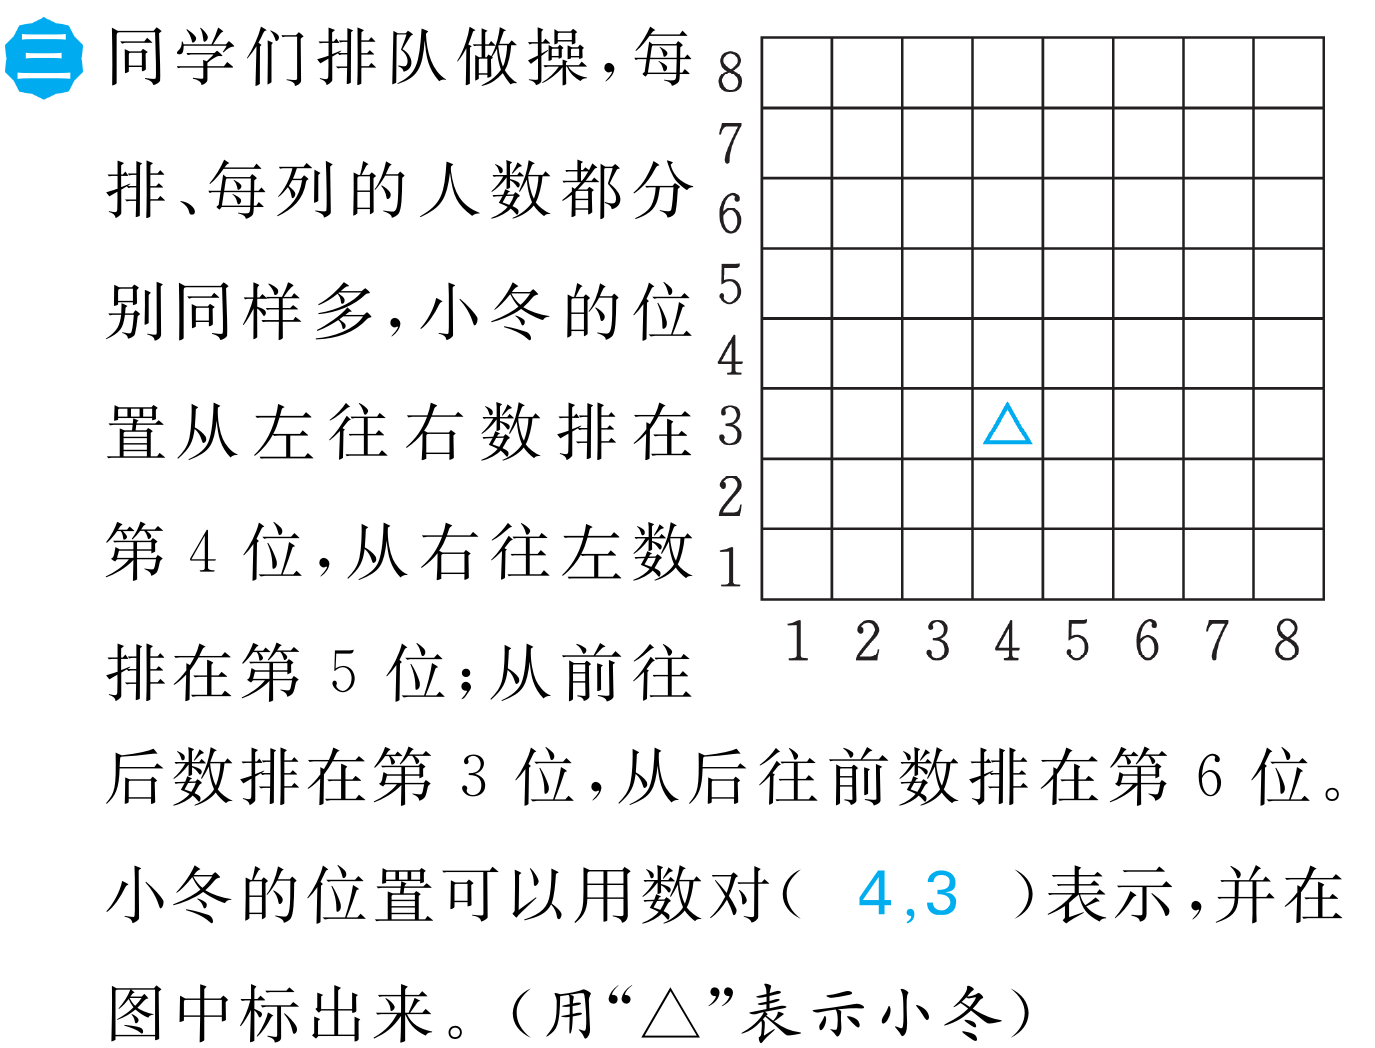 三 同学们排队做操,每
排、每列的人数都分
别同样多,小冬的位
置从左往右数排在
第 4 位,从右往左数
排在第 5 位;从前往
后数排在第 3 位,从后往前数排在第 6 位。
小冬的位置可以用数对( 4,3 )表示,并在
图中标出来。(用“△”表示小冬)
8
7
6
5
4
3
2
1
1 2 3 4 5 6 7 8